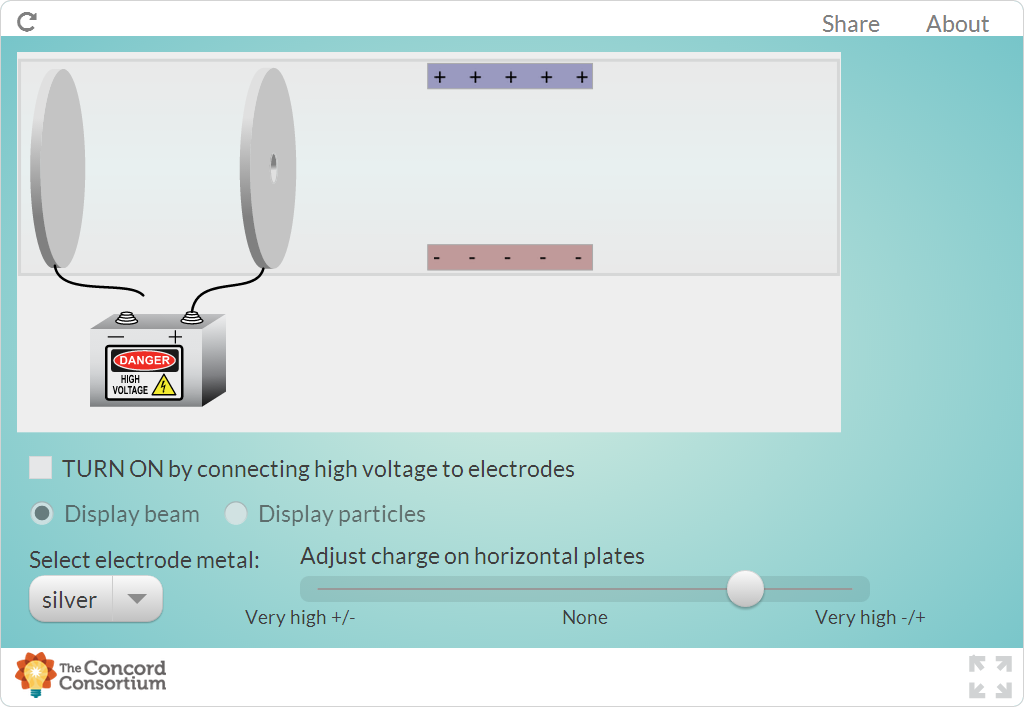 Share About
+ + + + +
- - - - -
— +
DANGER
HIGH
VOLTAGE
TURN ON by connecting high voltage to electrodes
Display beam Display particles
Select electrode metal: Adjust charge on horizontal plates
silver
Very high +/- None Very high -/+
The Concord
Consortium